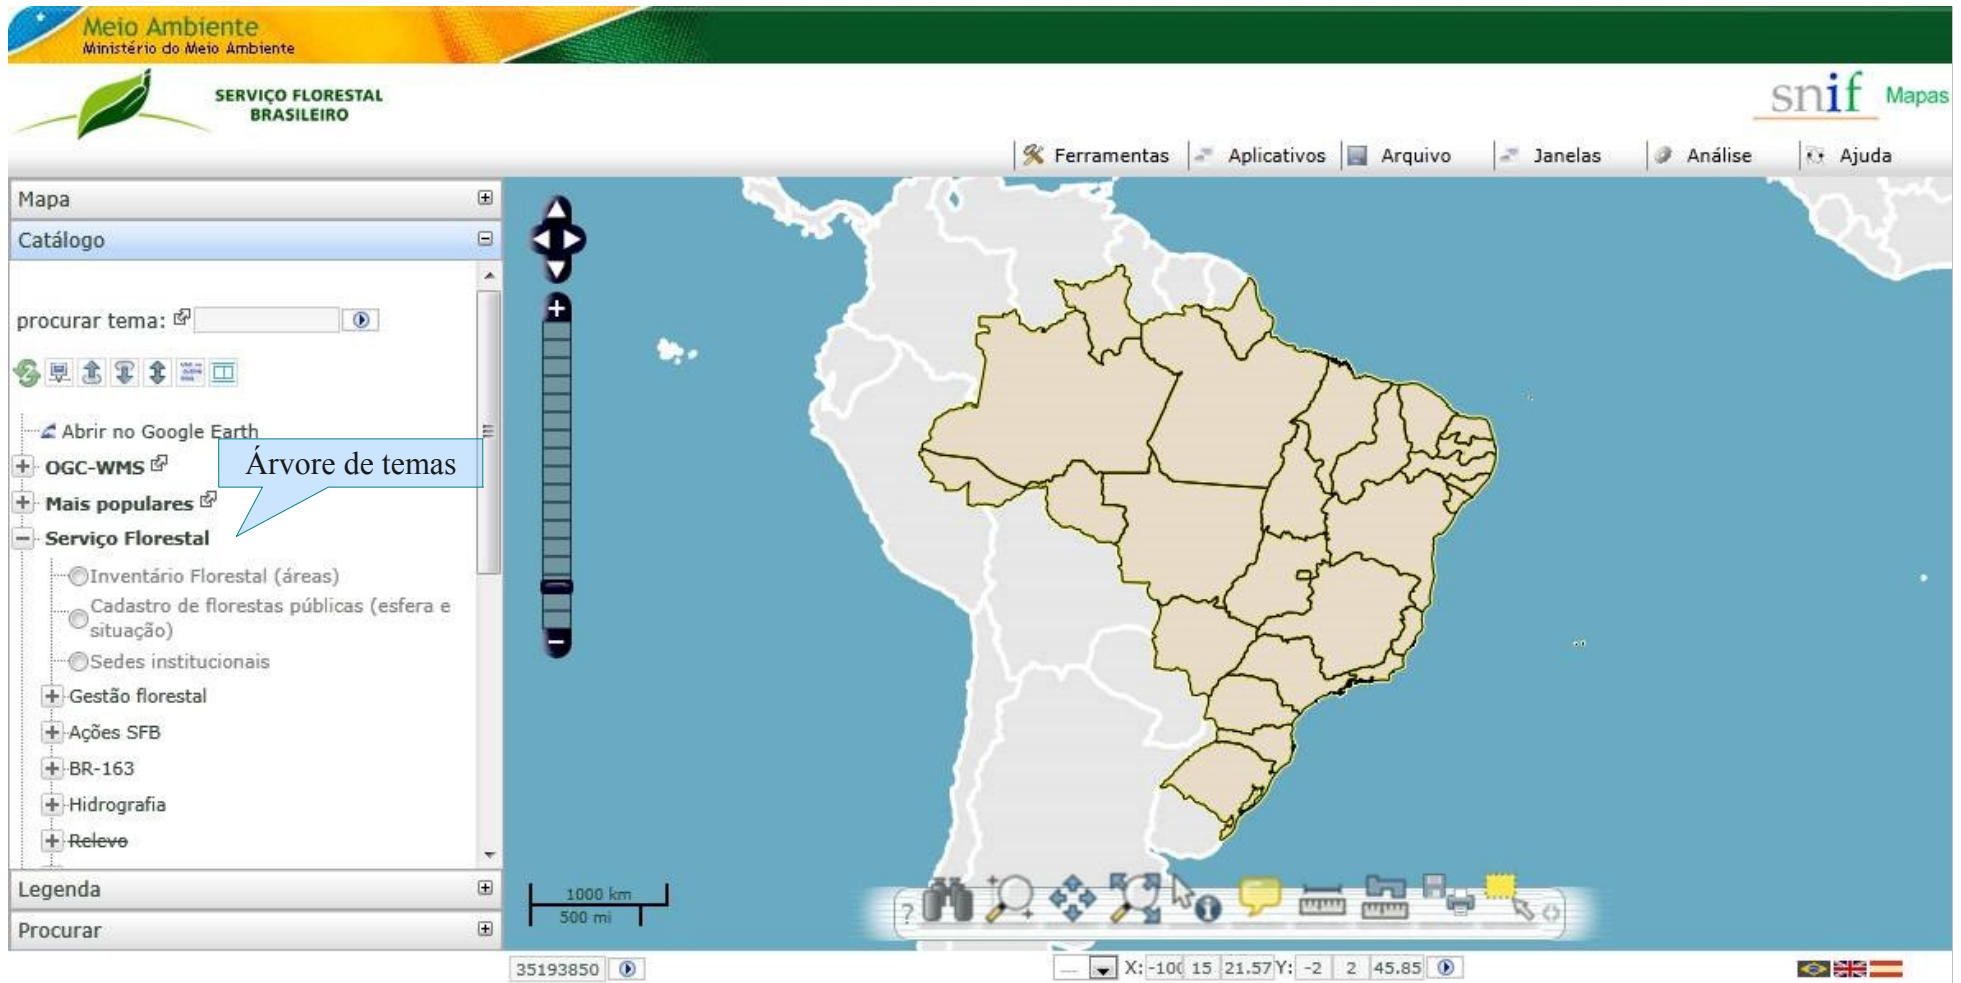 Meio Ambiente
Ministério do Meio Ambiente
SERVIÇO FLORESTAL
BRASILEIRO
snif Mapas
Ferramentas Aplicativos Arquivo Janelas Análise Ajuda
Mapa
Catálogo
procurar tema:
Abrir no Google Earth
OGC-WMS
Árvore de temas
Mais populares
Serviço Florestal
Inventário Florestal (áreas)
Cadastro de florestas públicas (esfera e
situação)
Sedes institucionais
Gestão florestal
Ações SFB
BR-163
Hidrografia
Relevo
Legenda
Procurar
1000 km
500 mi
?
35193850
X: -100 15 21.57 Y: -2 2 45.85